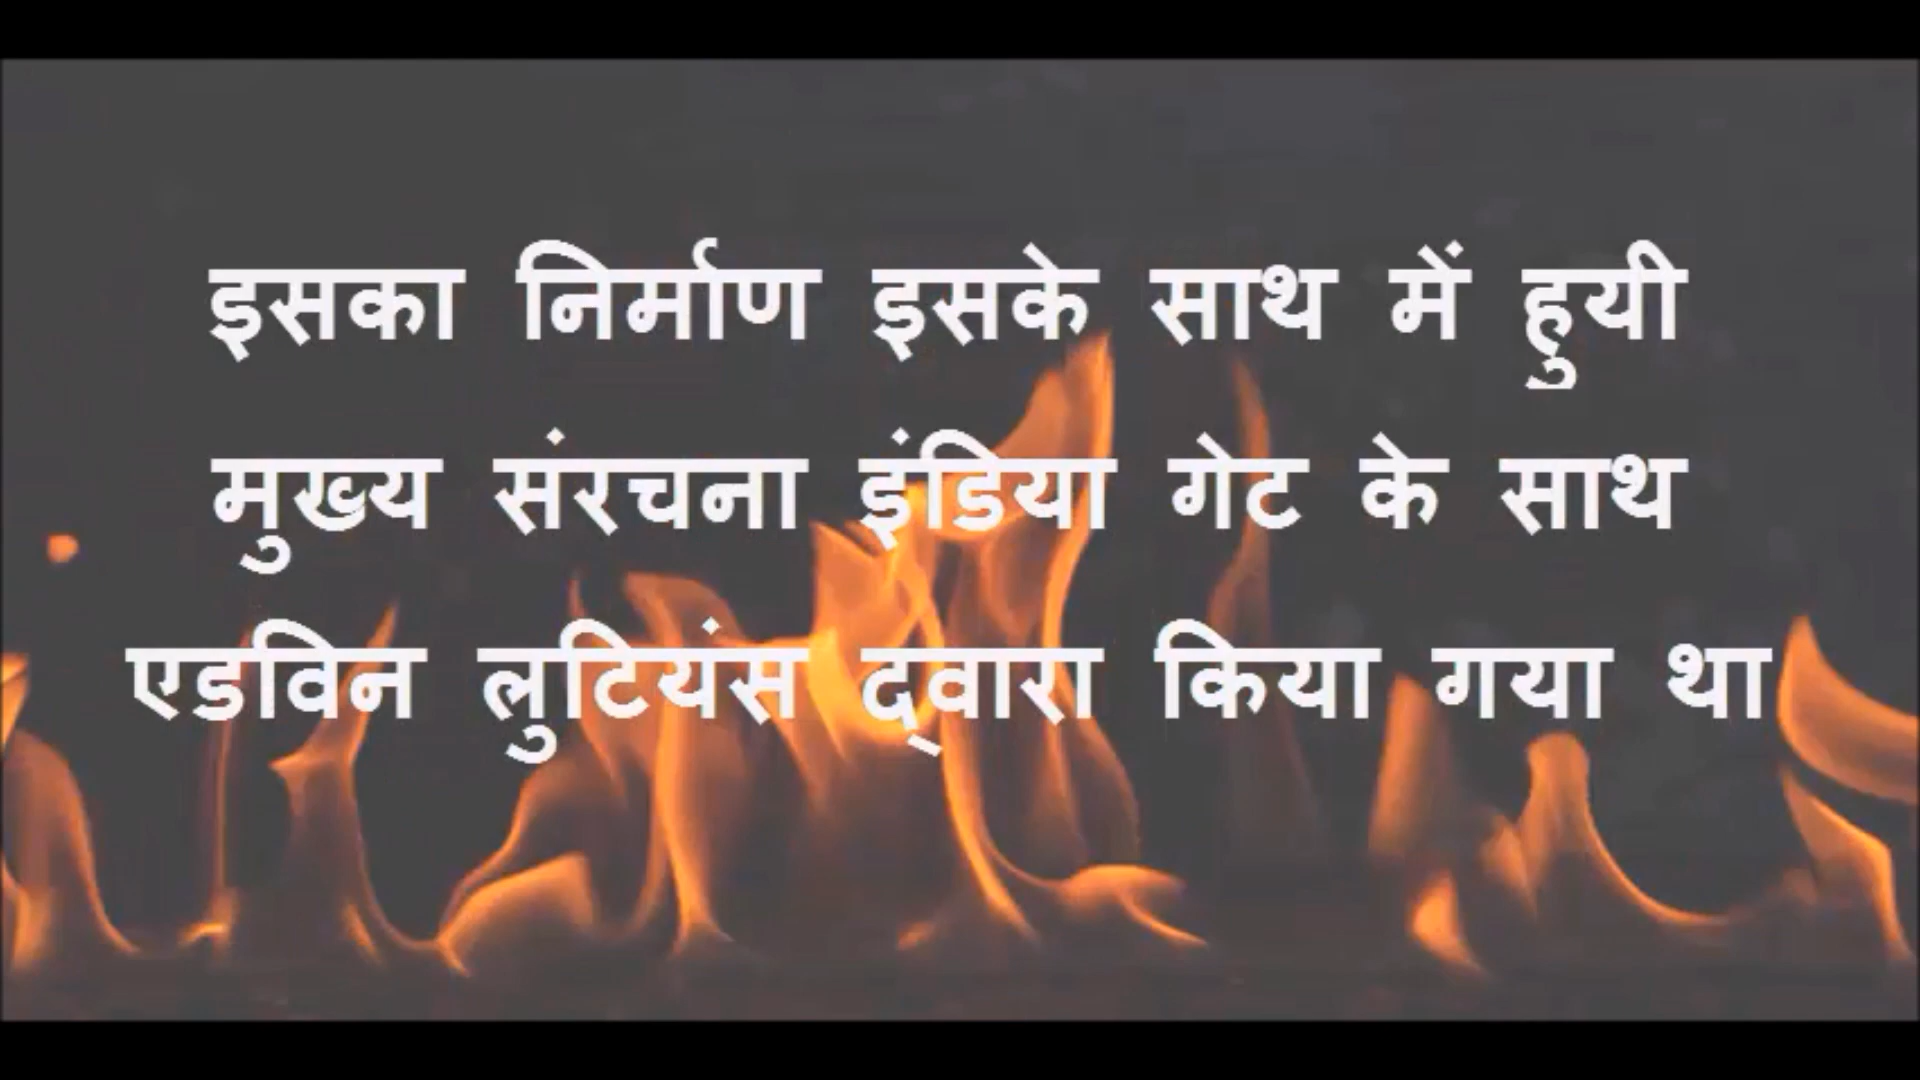 इसका निर्माण इसके साथ में हुयी
मुख्य संरचना इंडिया गेट के साथ
एडविन लुटियंस द्वारा किया गया था